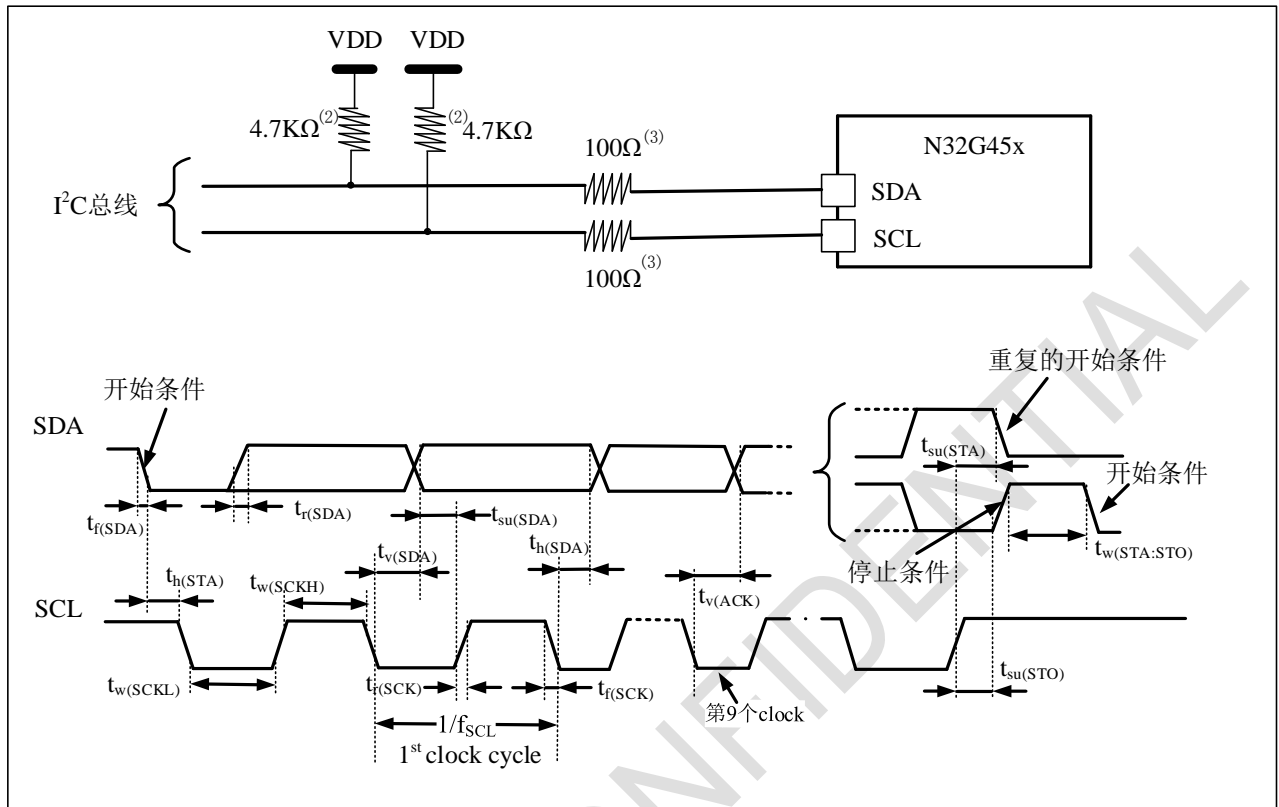 VDD VDD
4.7KΩ(2) (2)4.7KΩ
100Ω(3)
N32G45x
SDA
I2C总线
SCL
100Ω(3)
重复的开始条件
开始条件
SDA
tsu(STA)
开始条件
tf(SDA)
tr(SDA)
tsu(SDA)
tv(SDA)
th(SDA)
tw(STA:STO)
停止条件
th(STA)
tw(SCKH)
tv(ACK)
SCL
tw(SCKL)
tr(SCK)
tf(SCK)
tsu(STO)
第9个clock
1/fSCL
1st clock cycle
CONFIDENTIAL